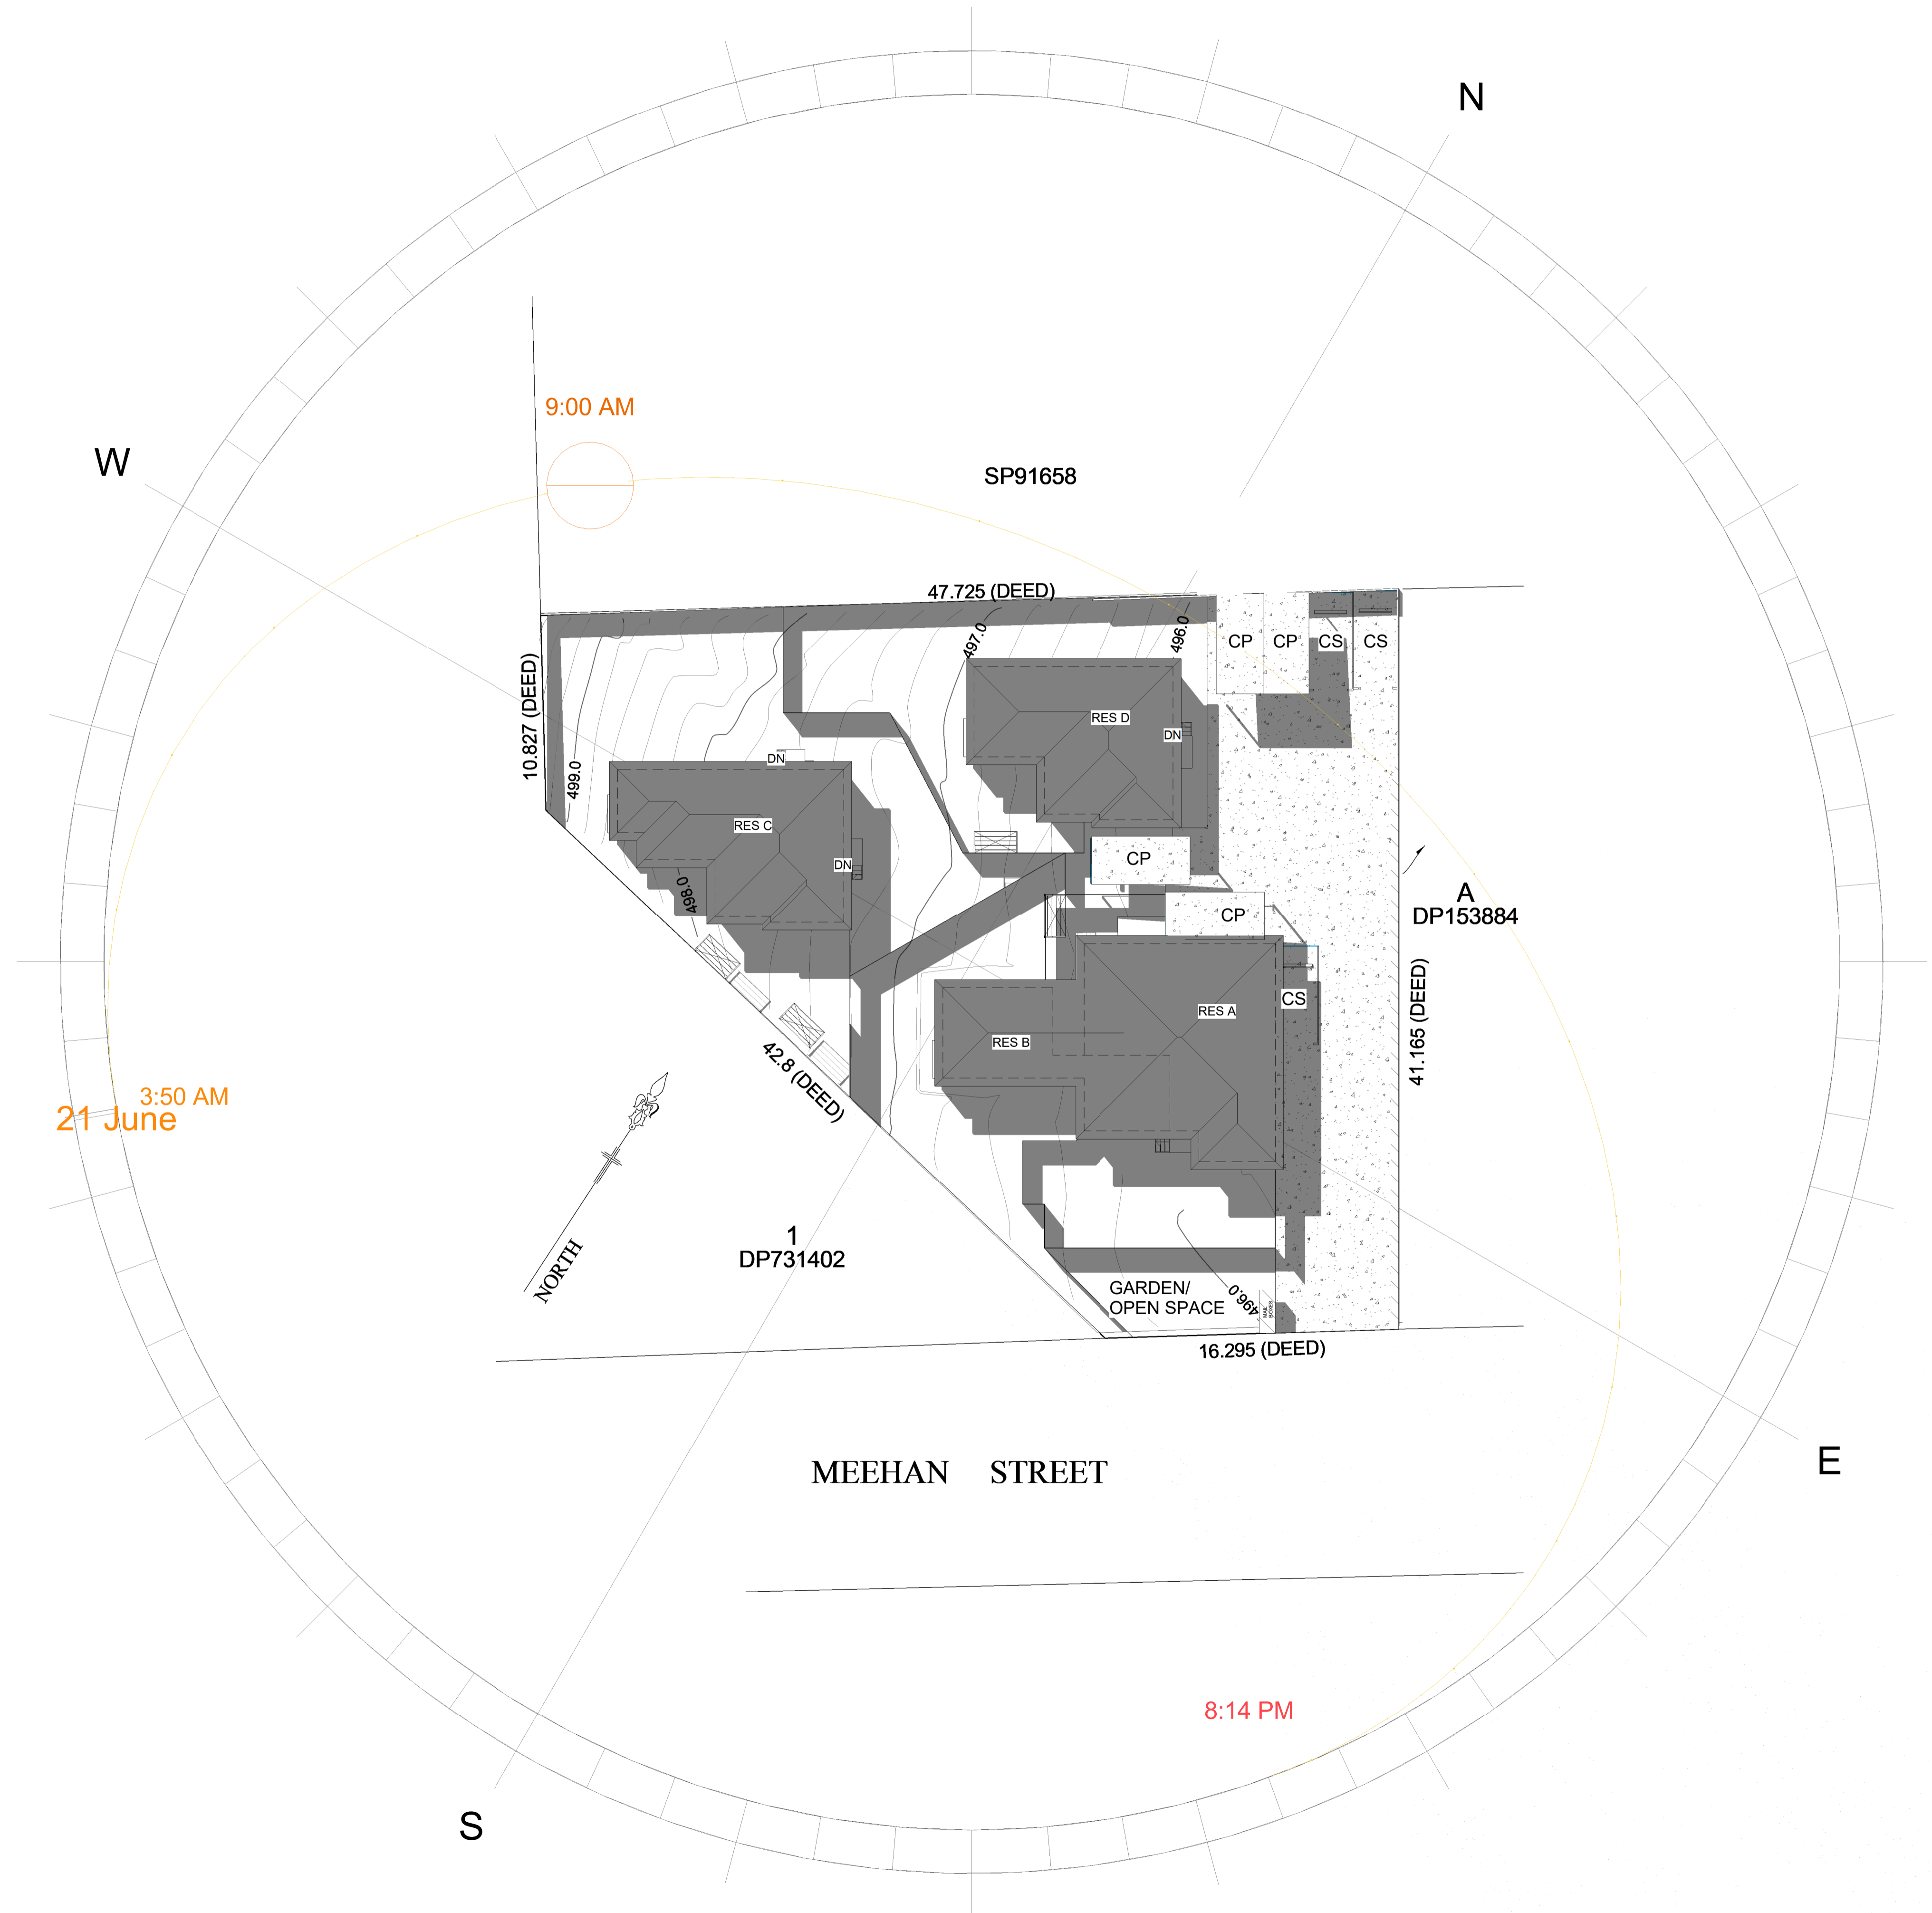 N
9:00 AM
W
SP91658
47.725 (DEED)
10.827 (DEED)
499.0
497.0
496.0
CP
CP
CS
CS
RES D
DN
DN
RES C
DN
498.0
CP
A
DP153884
CP
RES A
CS
RES B
41.165 (DEED)
42.8 (DEED)
3:50 AM
21 June
NORTH
1
DP731402
GARDEN/
OPEN SPACE
496.0
MAIL
BOXES
16.295 (DEED)
MEEHAN STREET
E
8:14 PM
S